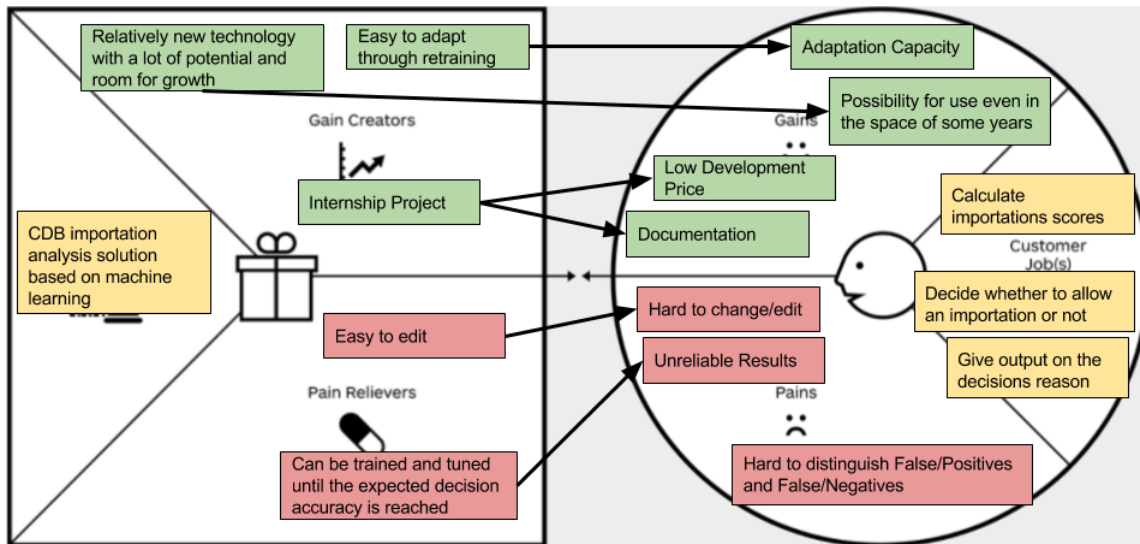 Relatively new technology
with a lot of potential and
room for growth
Easy to adapt
through retraining
Adaptation Capacity
Possibility for use even in
the space of some years
Gain Creators
Gains
Low Development
Price
Internship Project
Documentation
Calculate
importations scores
CDB importation
analysis solution
based on machine
learning
Customer
Job(s)
Decide whether to allow
an importation or not
Hard to change/edit
Easy to edit
Unreliable Results
Give output on the
decisions reason
Pain Relievers
Pains
Can be trained and tuned
until the expected decision
accuracy is reached
Hard to distinguish False/Positives
and False/Negatives